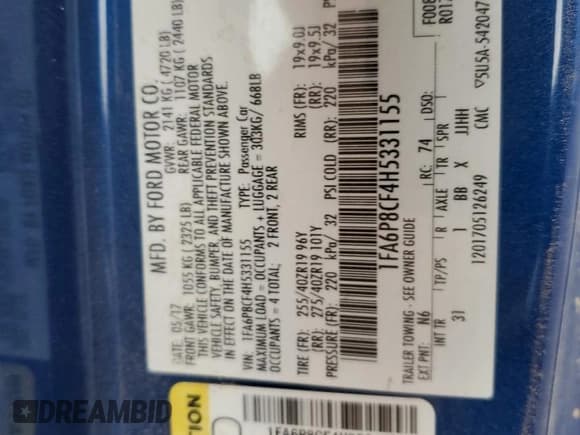 MFD. BY FORD MOTOR CO.
DATE: 05/17 GVWR: 2141 KG ( 4720 LB)
FRONT GAWR: 1055 KG ( 2325 LB) REAR GAWR: 1107 KG ( 2440 LB)
THIS VEHICLE CONFORMS TO ALL APPLICABLE FEDERAL MOTOR
VEHICLE SAFETY, BUMPER, AND THEFT PREVENTION STANDARDS
IN EFFECT ON THE DATE OF MANUFACTURE SHOWN ABOVE.
VIN: 1FA6P8CF4H5331155 TYPE: Passenger Car
MAXIMUM LOAD = OCCUPANTS + LUGGAGE = 303KG/ 668LB
OCCUPANTS = 4 TOTAL: 2 FRONT, 2 REAR
TIRE (FR): 255/40ZR19 96Y RIMS (FR): 19x9.0J
(RR): 275/40ZR19 101Y (RR): 19x9.5J
PRESSURE (FR): 220 kPa/ 32 PSI COLD (RR): 220 kPa/ 32
1FA6P8CF4H5331155
TRAILER TOWING - SEE OWNER GUIDE
EXT PNT: N6 RC: 74 DSO:
TP/PS R AXLE TR SPR
31 1 BB X JJHH
1201705126249 CMC
5U5A-542047
DREAMBID